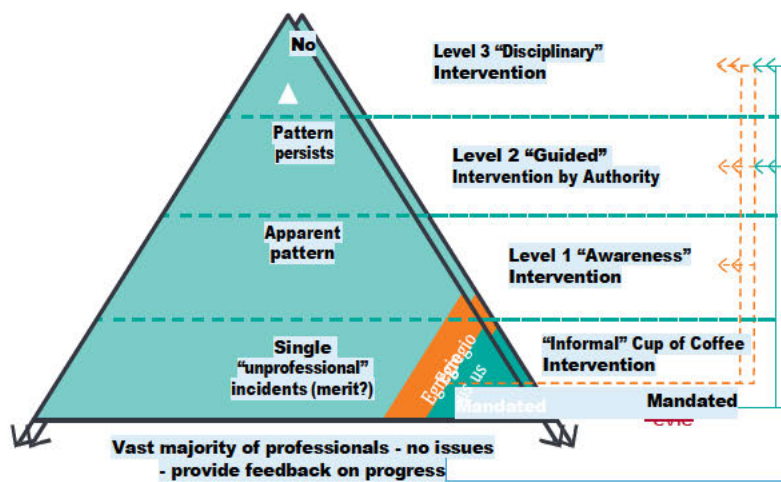 No
Level 3 “Disciplinary”
Intervention
Pattern
persists
Level 2 “Guided”
Intervention by Authority
Apparent
pattern
Level 1 “Awareness”
Intervention
Single
“unprofessional”
incidents (merit?)
“Informal” Cup of Coffee
Intervention
Mandated
Mandated
Vast majority of professionals - no issues
- provide feedback on progress